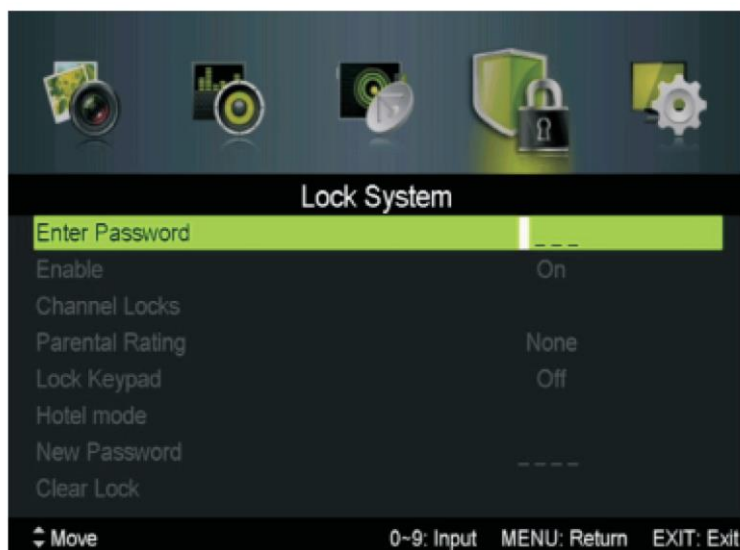 Lock System
Enter Password _ _ _
Enable On
Channel Locks
Parental Rating None
Lock Keypad Off
Hotel mode
New Password _ _ _ _
Clear Lock
Move 0~9: Input MENU: Return EXIT: Exit